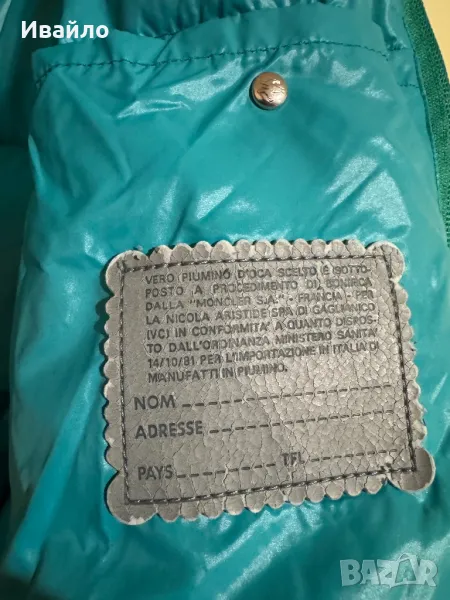 Ивайло
VERO PIUMINO D'OCA SCELTO E SOTTO-
POSTO A PROCEDIMENTO DI BONIFICA
DALLA "MONCLER S.A." - FRANCIA - PER
LA NICOLA ARISTIDE SPA DI GAGLIANICO
(VC) IN CONFORMITA' A QUANTO DISPOS-
TO DALL'ORDINANZA MINISTERO SANITA'
14/10/81 PER L'IMPORTAZIONE IN ITALIA DI
MANUFATTI IN PIUMINO.
NOM
ADRESSE
PAYS TEL
BAZAR